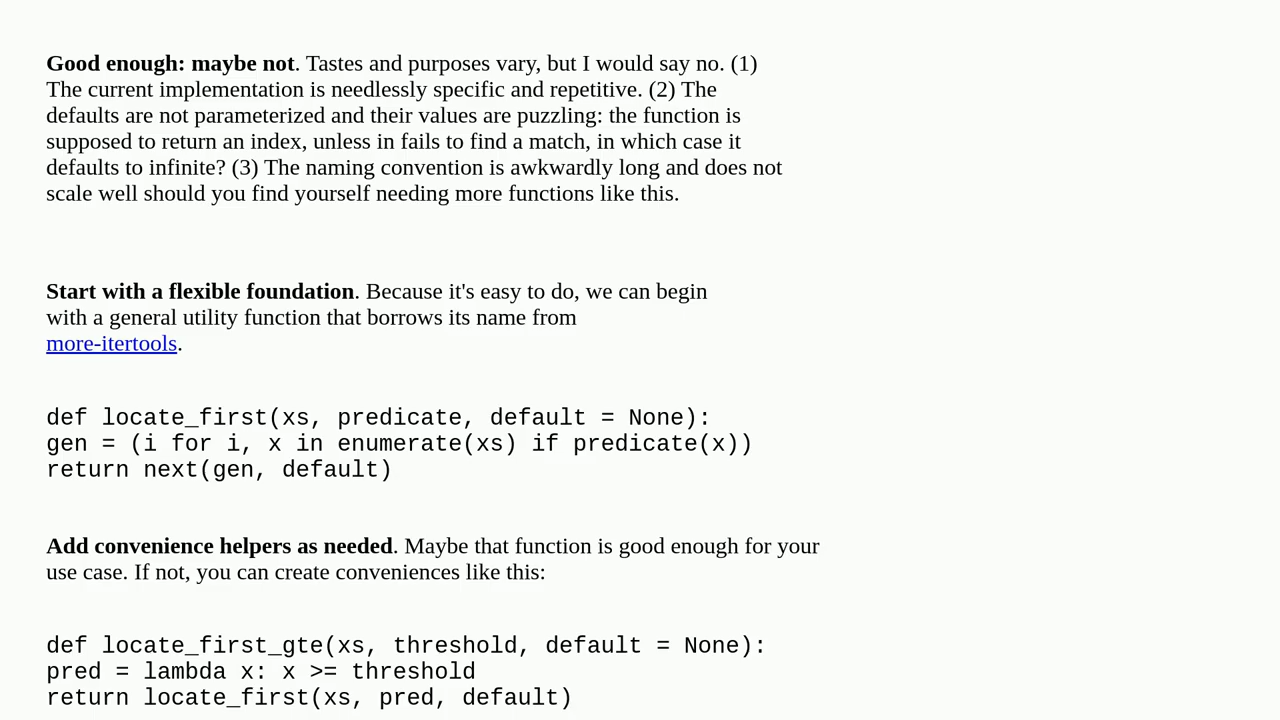 Good enough: maybe not. Tastes and purposes vary, but I would say no. (1)
The current implementation is needlessly specific and repetitive. (2) The
defaults are not parameterized and their values are puzzling: the function is
supposed to return an index, unless in fails to find a match, in which case it
defaults to infinite? (3) The naming convention is awkwardly long and does not
scale well should you find yourself needing more functions like this.
Start with a flexible foundation. Because it's easy to do, we can begin
with a general utility function that borrows its name from
more-itertools.
def locate_first(xs, predicate, default = None):
gen = (i for i, x in enumerate(xs) if predicate(x))
return next(gen, default)
Add convenience helpers as needed. Maybe that function is good enough for your
use case. If not, you can create conveniences like this:
def locate_first_gte(xs, threshold, default = None):
pred = lambda x: x >= threshold
return locate_first(xs, pred, default)